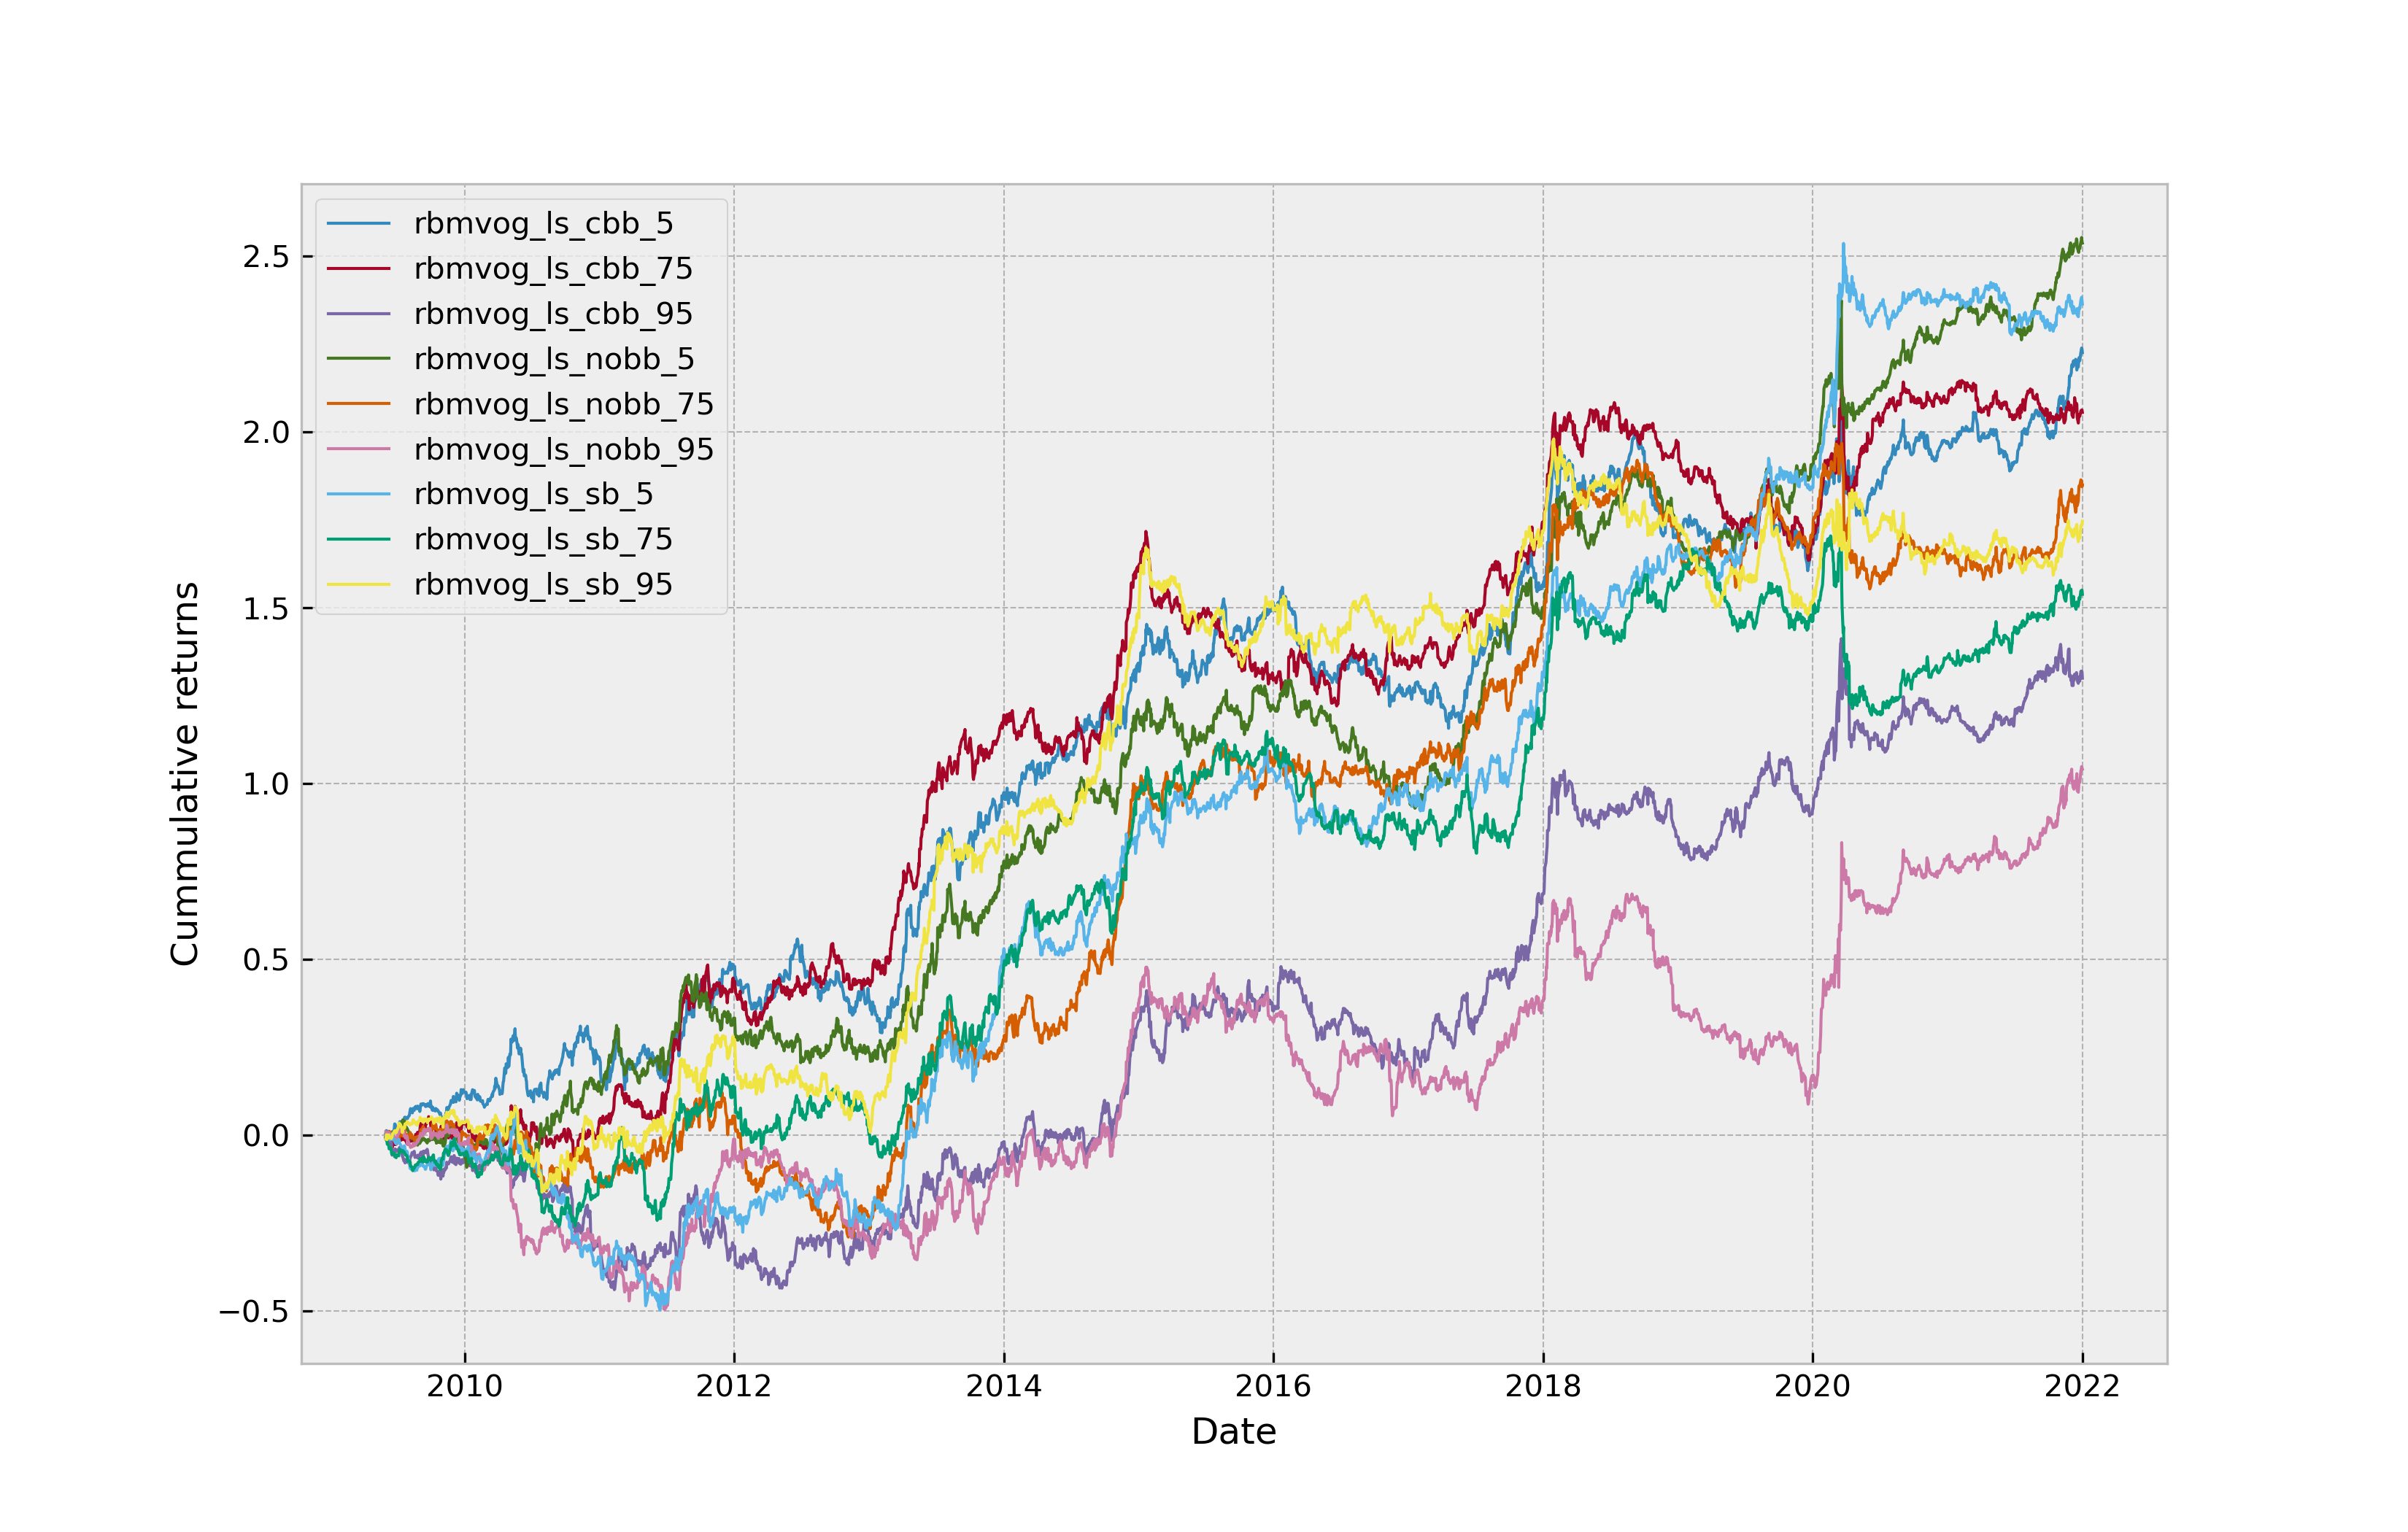 rbmvog_ls_cbb_5
rbmvog_ls_cbb_75
rbmvog_ls_cbb_95
rbmvog_ls_nobb_5
rbmvog_ls_nobb_75
rbmvog_ls_nobb_95
rbmvog_ls_sb_5
rbmvog_ls_sb_75
rbmvog_ls_sb_95
2.5
2.0
1.5
1.0
0.5
0.0
−0.5
Cummulative returns
2010 2012 2014 2016 2018 2020 2022
Date